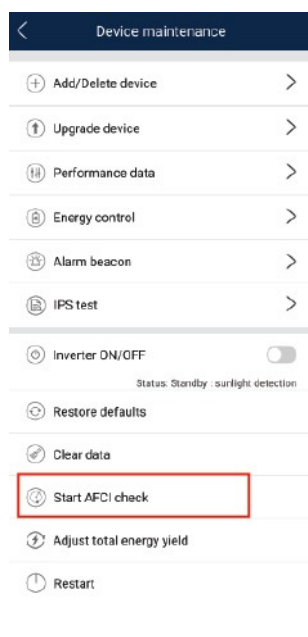 Device maintenance
Add/Delete device
Upgrade device
Performance data
Energy control
Alarm beacon
IPS test
Inverter ON/OFF
Status: Standby : sunlight detection
Restore defaults
Clear data
Start AFCI check
Adjust total energy yield
Restart